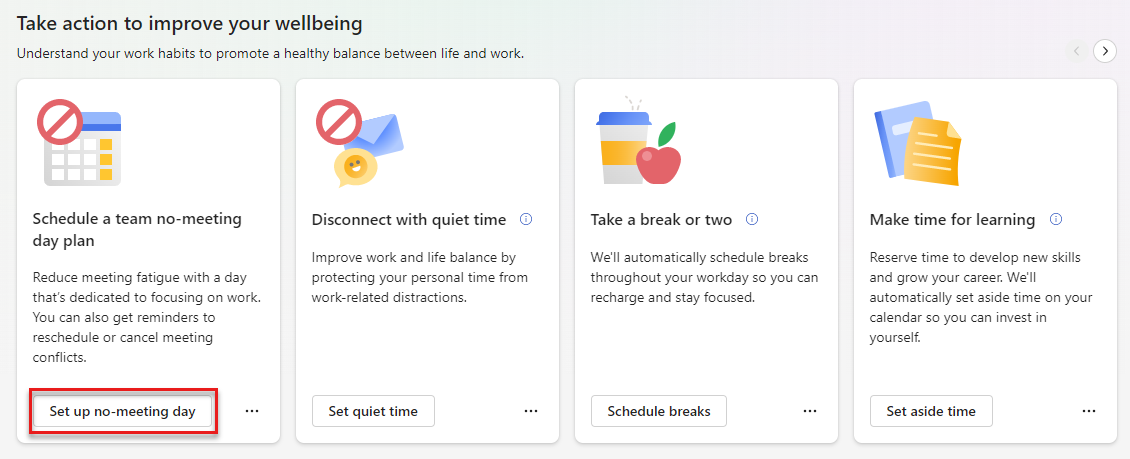 Take action to improve your wellbeing
Understand your work habits to promote a healthy balance between life and work.
Schedule a team no-meeting
day plan
Reduce meeting fatigue with a day
that's dedicated to focusing on work.
You can also get reminders to
reschedule or cancel meeting
conflicts.
Set up no-meeting day
Disconnect with quiet time
Improve work and life balance by
protecting your personal time from
work-related distractions.
Set quiet time
Take a break or two
We'll automatically schedule breaks
throughout your workday so you can
recharge and stay focused.
Schedule breaks
Make time for learning
Reserve time to develop new skills
and grow your career. We'll
automatically set aside time on your
calendar so you can invest in
yourself.
Set aside time